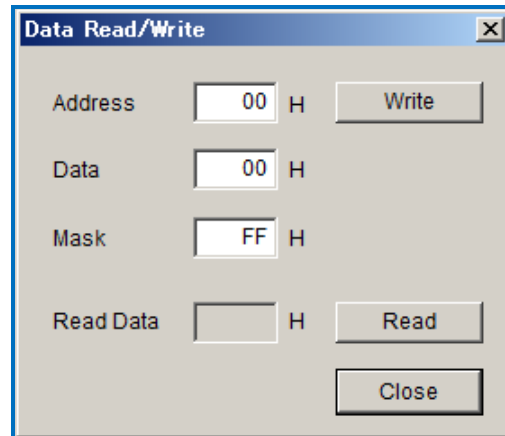 Data Read/Write
Address 00 H Write
Data 00 H
Mask FF H
Read Data H Read
Close